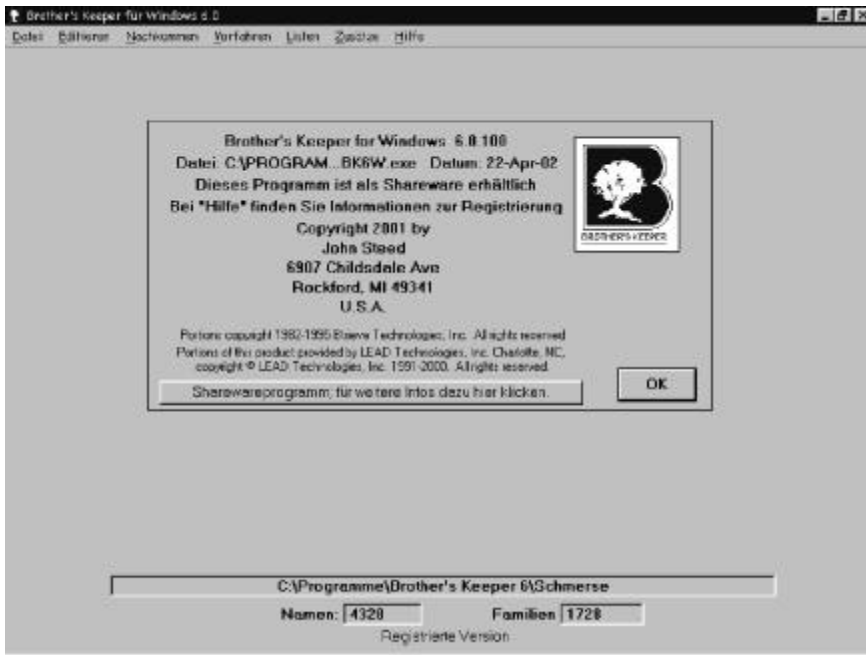 Brother's Keeper für Windows 6.0
Datei Editieren Nachkommen Vorfahren Listen Zusätze Hilfe
Brother's Keeper for Windows 6.0.100
Datei: C:\PROGRAM...BK6W.exe Datum: 22-Apr-02
Dieses Programm ist als Shareware erhältlich
Bei "Hilfe" finden Sie Informationen zur Registrierung
Copyright 2001 by
John Steed
6907 Childsdale Ave
Rockford, MI 49341
U.S.A.
BROTHER'S KEEPER
Portions copyright 1982-1995 Btrieve Technologies, Inc. All rights reserved
Portions of this product provided by LEAD Technologies, Inc. Charlotte, NC,
copyright © LEAD Technologies, Inc. 1991-2000. All rights reserved.
Sharewareprogramm, für weitere Infos dazu hier klicken.
OK
C:\Programme\Brother's Keeper 6\Schmerse
Namen: 4328 Familien 1728
Registrierte Version